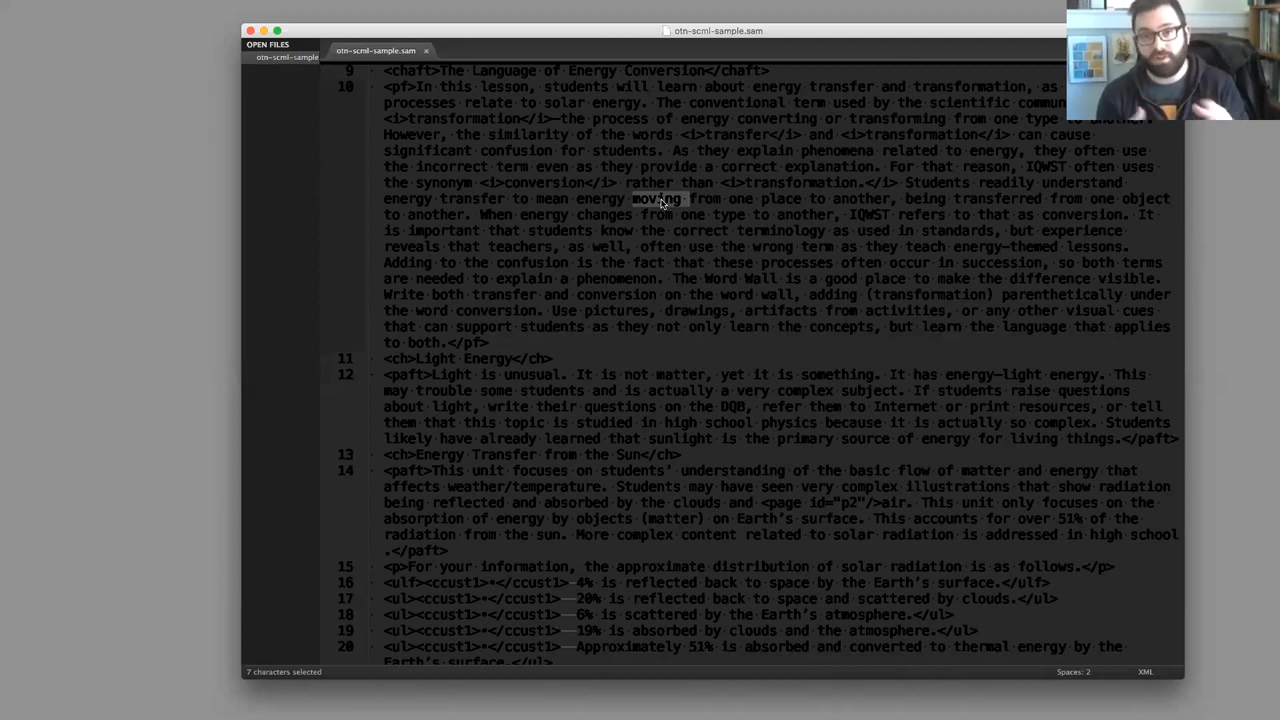 otn-scml-sample.sam
OPEN FILES
otn-scml-sample
otn-scml-sample.sam ×
9 <chaft>The Language of Energy Conversion</chaft>
10 <pf>In this lesson, students will learn about energy transfer and transformation, as
processes relate to solar energy. The conventional term used by the scientific
<i>transformation</i>—the process of energy converting or transforming from one type to another.
However, the similarity of the words <i>transfer</i> and <i>transformation</i> can cause
significant confusion for students. As they explain phenomena related to energy, they often use
the incorrect term even as they provide a correct explanation. For that reason, IQWST often uses
the synonym <i>conversion</i> rather than <i>transformation.</i> Students readily understand
energy transfer to mean energy moving from one place to another, being transferred from one object
to another. When energy changes from one type to another, IQWST refers to that as conversion. It
is important that students know the correct terminology as used in standards, but experience
reveals that teachers, as well, often use the wrong term as they teach energy-themed lessons.
Adding to the confusion is the fact that these processes often occur in succession, so both terms
are needed to explain a phenomenon. The Word Wall is a good place to make the difference visible.
Write both transfer and conversion on the word wall, adding (transformation) parenthetically under
the word conversion. Use pictures, drawings, artifacts from activities, or any other visual cues
that can support students as they not only learn the concepts, but learn the language that applies
to both.</pf>
11 <ch>Light Energy</ch>
12 <paft>Light is unusual. It is not matter, yet it is something. It has energy—light energy. This
may trouble some students and is actually a very complex subject. If students raise questions
about light, write their questions on the DQB, refer them to Internet or print resources, or tell
them that this topic is studied in high school physics because it is actually so complex. Students
likely have already learned that sunlight is the primary source of energy for living things.</paft>
13 <ch>Energy Transfer from the Sun</ch>
14 <paft>This unit focuses on students’ understanding of the basic flow of matter and energy that
affects weather/temperature. Students may have seen very complex illustrations that show radiation
being reflected and absorbed by the clouds and <page id="p2"/>air. This unit only focuses on the
absorption of energy by objects (matter) on Earth’s surface. This accounts for over 51% of the
radiation from the sun. More complex content related to solar radiation is addressed in high school
.</paft>
15 <p>For your information, the approximate distribution of solar radiation is as follows.</p>
16 <ulf><ccust1>•</ccust1> 4% is reflected back to space by the Earth’s surface.</ulf>
17 <ul><ccust1>•</ccust1> 20% is reflected back to space and scattered by clouds.</ul>
18 <ul><ccust1>•</ccust1> 6% is scattered by the Earth’s atmosphere.</ul>
19 <ul><ccust1>•</ccust1> 19% is absorbed by clouds and the atmosphere.</ul>
20 <ul><ccust1>•</ccust1> Approximately 51% is absorbed and converted to thermal energy by the
Earth’s surface.</ul>
7 characters selected
Spaces: 2
XML